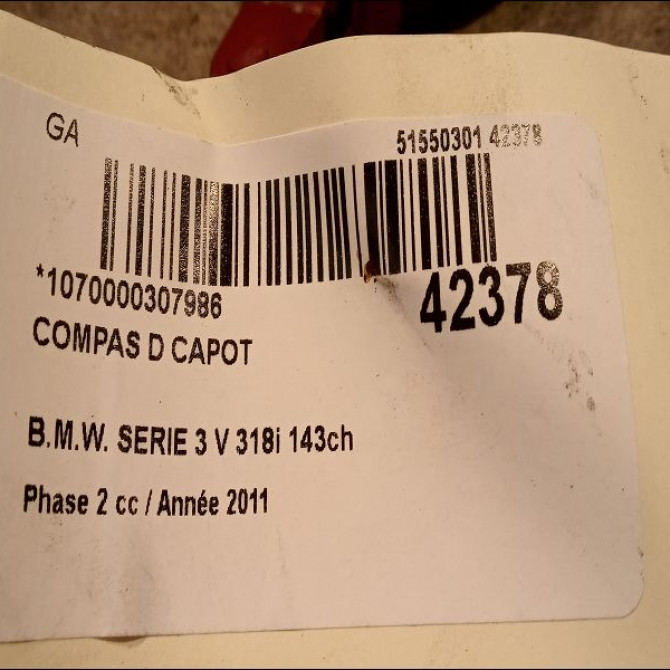 GA
51550301 42378
*1070000307986
42378
COMPAS D CAPOT
B.M.W. SERIE 3 V 318i 143ch
Phase 2 cc / Année 2011